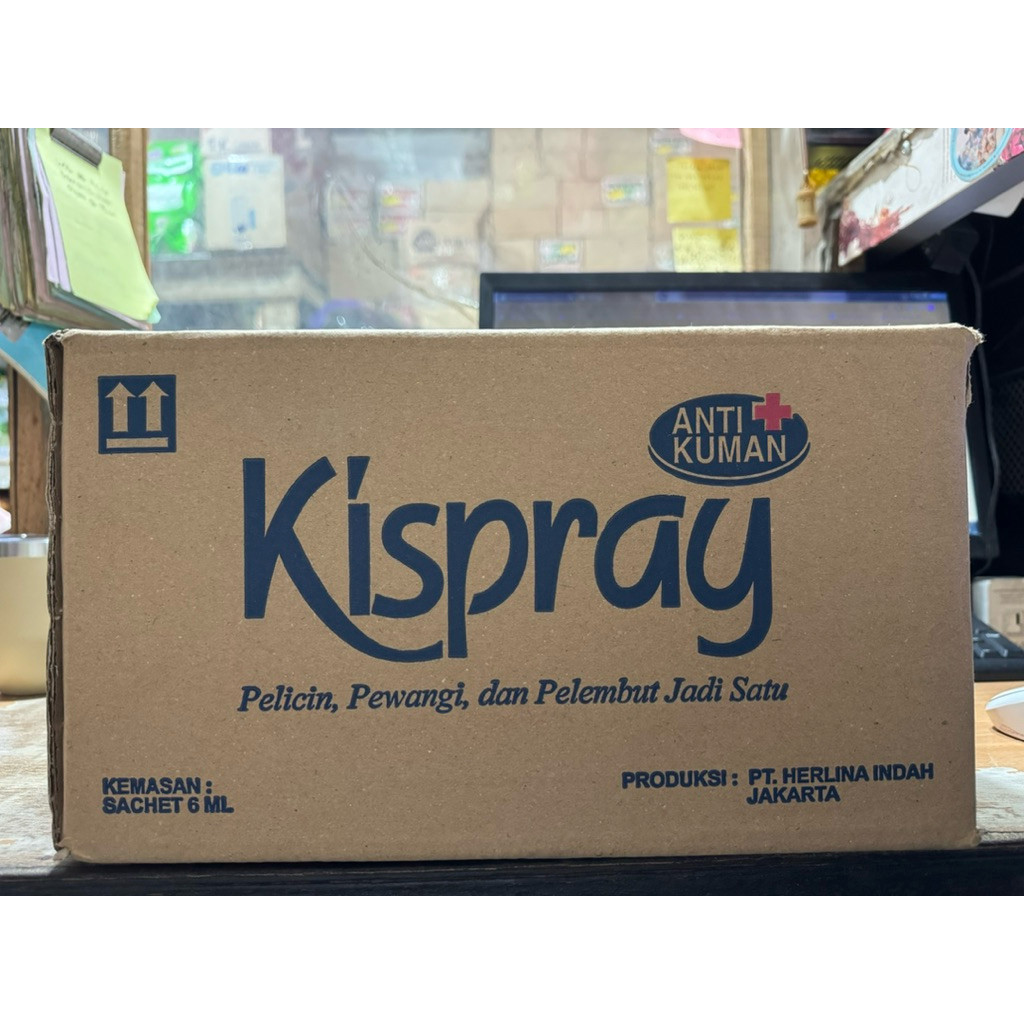 ANTI
KUMAN
Kispray
Pelicin, Pewangi, dan Pelembut Jadi Satu
KEMASAN :
SACHET 6 ML
PRODUKSI : PT. HERLINA INDAH
JAKARTA